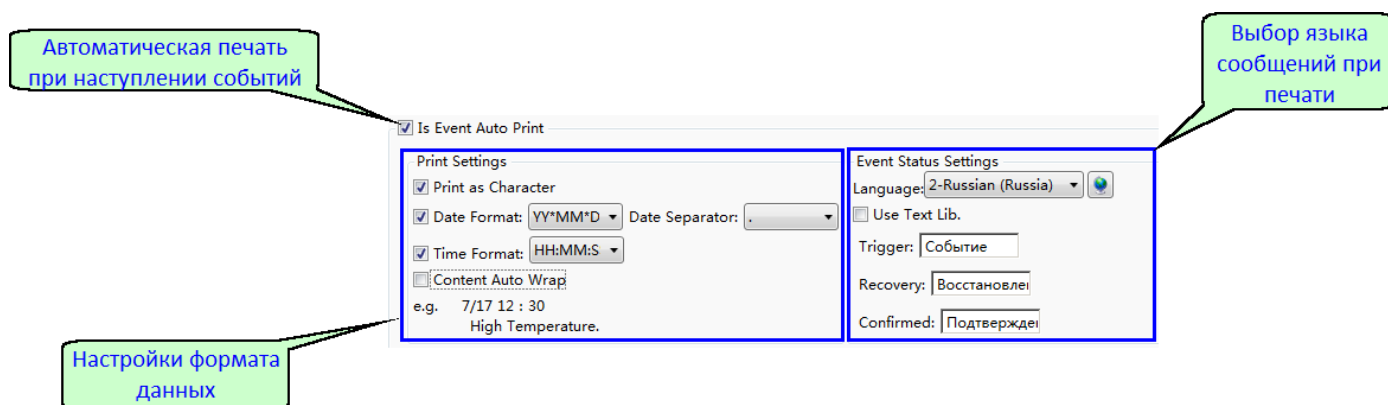 Автоматическая печать
при наступлении событий
Выбор языка
сообщений при
печати
Is Event Auto Print
Print Settings
Print as Character
Date Format: YY*MM*D Date Separator: .
Time Format: HH:MM:S
Content Auto Wrap
e.g. 7/17 12 : 30
High Temperature.
Event Status Settings
Language: 2-Russian (Russia)
Use Text Lib.
Trigger: Событие
Recovery: Восстановлен
Confirmed: Подтвержден
Настройки формата
данных